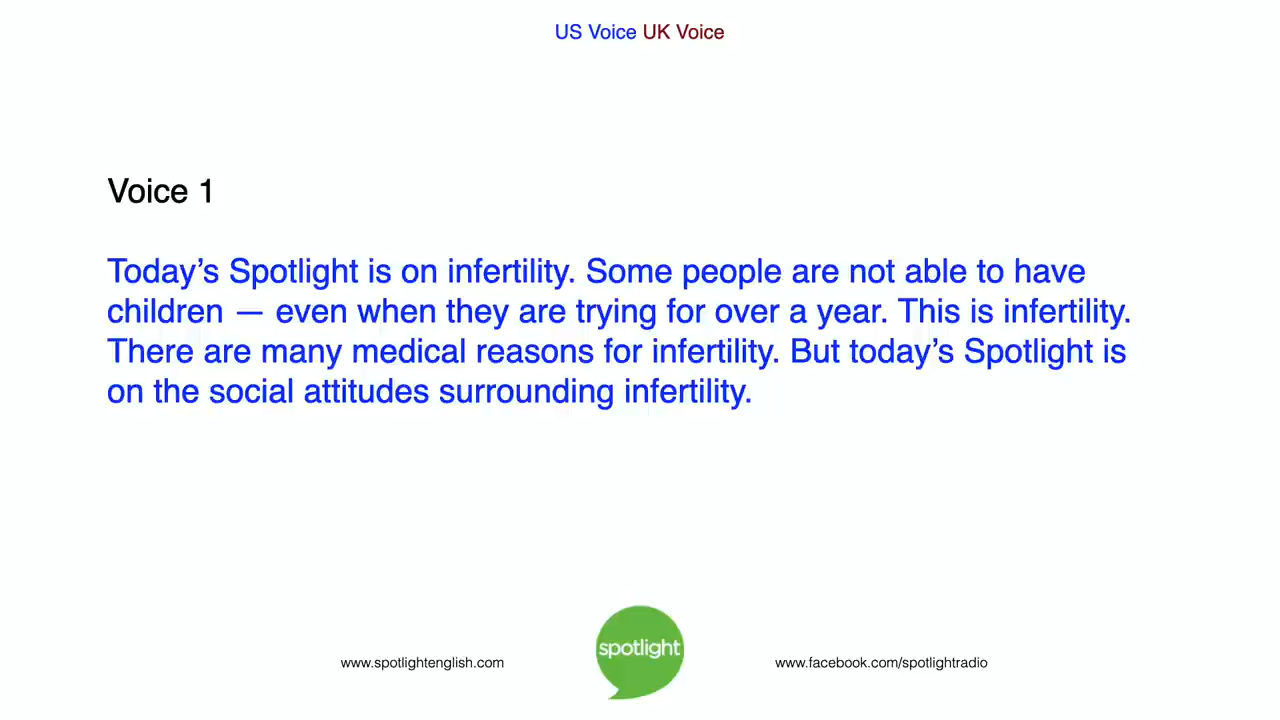 US Voice UK Voice
Voice 1
Today’s Spotlight is on infertility. Some people are not able to have
children — even when they are trying for over a year. This is infertility.
There are many medical reasons for infertility. But today’s Spotlight is
on the social attitudes surrounding infertility.
www.spotlightenglish.com
spotlight
www.facebook.com/spotlightradio